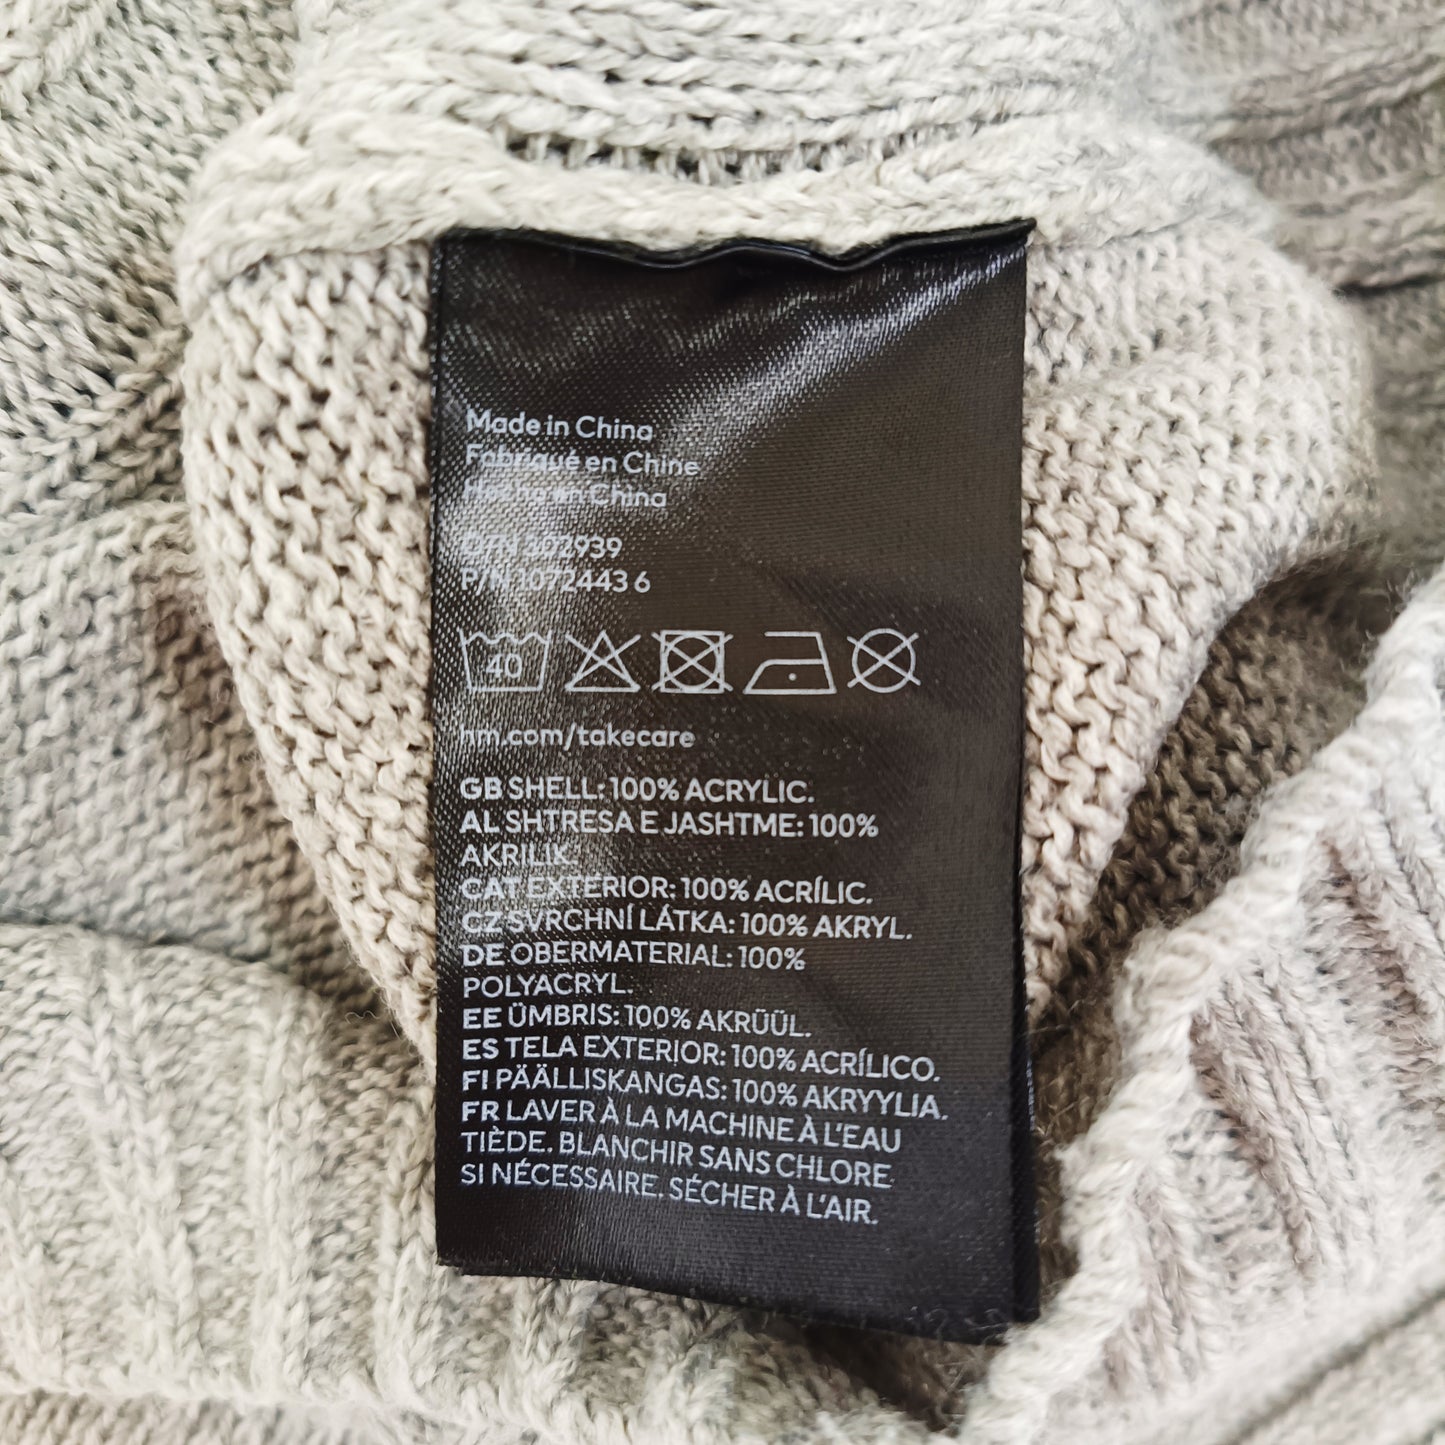 Made in China
Fabriqué en Chine
Hecho en China
D/N 302939
P/N 10724436
40
hm.com/takecare
GB SHELL: 100% ACRYLIC.
AL SHTRESA E JASHTME: 100%
AKRILIK.
CAT EXTERIOR: 100% ACRÍLIC.
CZ SVRCHNÍ LÁTKA: 100% AKRYL.
DE OBERMATERIAL: 100%
POLYACRYL.
EE ÜMBRIS: 100% AKRÜÜL.
ES TELA EXTERIOR: 100% ACRÍLICO.
FI PÄÄLLISKANGAS: 100% AKRYYLIA.
FR LAVER À LA MACHINE À L'EAU
TIÈDE. BLANCHIR SANS CHLORE
SI NÉCESSAIRE. SÉCHER À L'AIR.